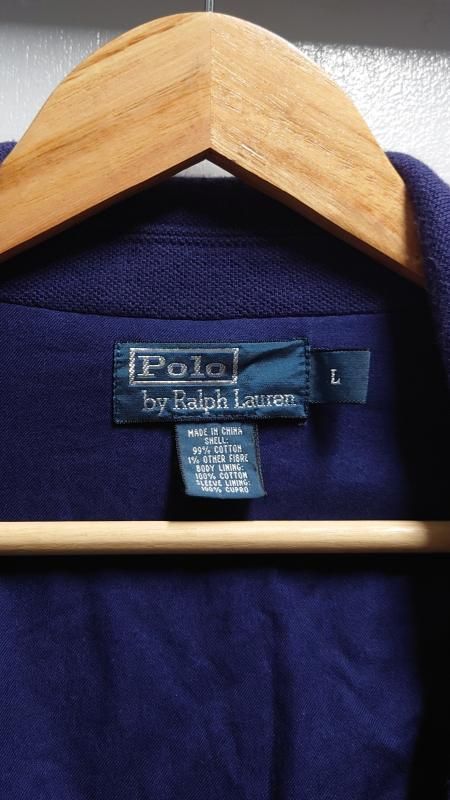 Polo
by Ralph Lauren
L
MADE IN CHINA
SHELL:
99% COTTON
1% OTHER FIBRE
BODY LINING:
100% COTTON
SLEEVE LINING:
100% CUPRO